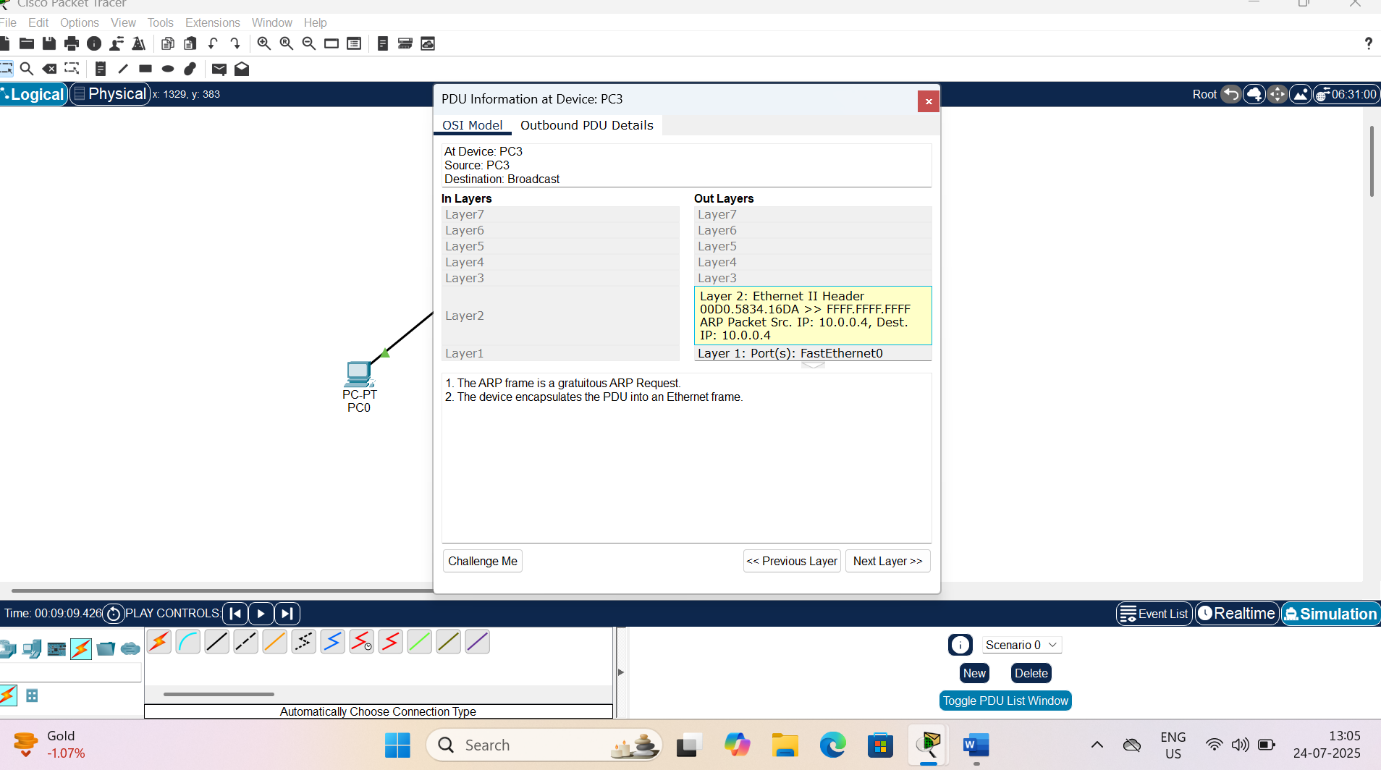 Cisco Packet Tracer
File Edit Options View Tools Extensions Window Help
?
Logical Physical x: 1329, y: 383
Root 06:31:00
PDU Information at Device: PC3
OSI Model Outbound PDU Details
At Device: PC3
Source: PC3
Destination: Broadcast
In Layers
Layer7
Layer6
Layer5
Layer4
Layer3
Layer2
Layer1
Out Layers
Layer7
Layer6
Layer5
Layer4
Layer3
Layer 2: Ethernet II Header
00D0.5834.16DA >> FFFF.FFFF.FFFF
ARP Packet Src. IP: 10.0.0.4, Dest.
IP: 10.0.0.4
Layer 1: Port(s): FastEthernet0
1. The ARP frame is a gratuitous ARP Request.
2. The device encapsulates the PDU into an Ethernet frame.
Challenge Me << Previous Layer Next Layer >>
PC-PT
PC0
Time: 00:09:09.426 PLAY CONTROLS:
Event List Realtime Simulation
Scenario 0
New Delete
Toggle PDU List Window
Automatically Choose Connection Type
Gold
-1.07%
Search
ENG
US
13:05
24-07-2025